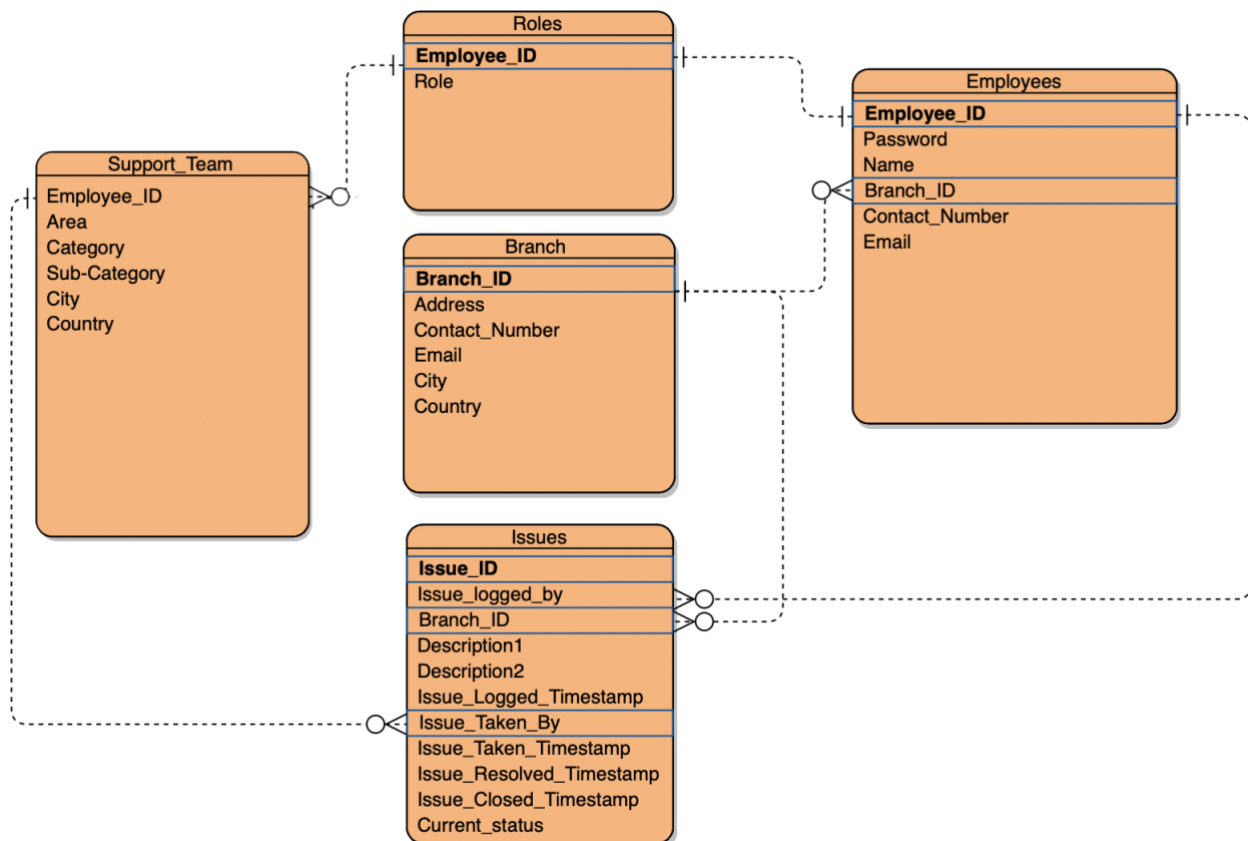 Roles
Employee_ID
Role
Employees
Employee_ID
Password
Name
Branch_ID
Contact_Number
Email
Support_Team
Employee_ID
Area
Category
Sub-Category
City
Country
Branch
Branch_ID
Address
Contact_Number
Email
City
Country
Issues
Issue_ID
Issue_logged_by
Branch_ID
Description1
Description2
Issue_Logged_Timestamp
Issue_Taken_By
Issue_Taken_Timestamp
Issue_Resolved_Timestamp
Issue_Closed_Timestamp
Current_status